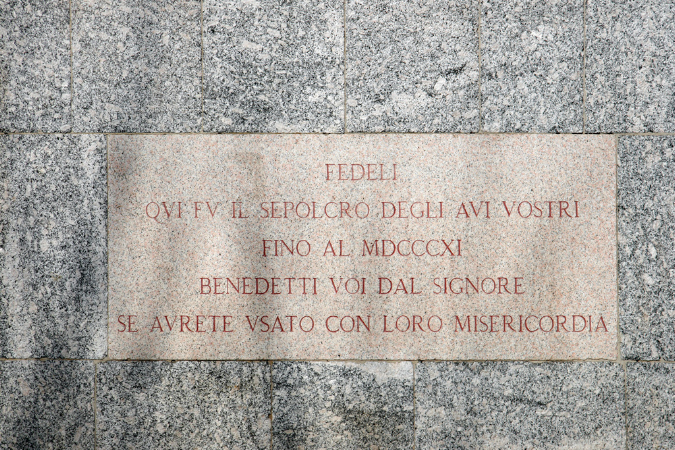 FEDELI
QVI FV IL SEPOLCRO DEGLI AVI VOSTRI
FINO AL MDCCCXI
BENEDETTI VOI DAL SIGNORE
SE AVRETE VSATO CON LORO MISERICORDIA